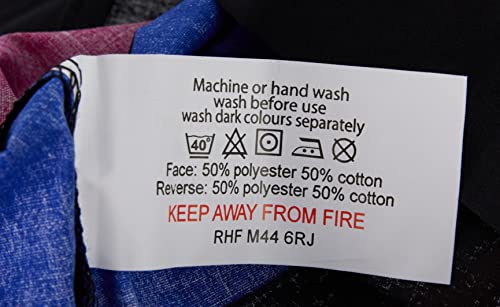 Machine or hand wash
wash before use
wash dark colours separately
40°
Face: 50% polyester 50% cotton
Reverse: 50% polyester 50% cotton
KEEP AWAY FROM FIRE
RHF M44 6RJ